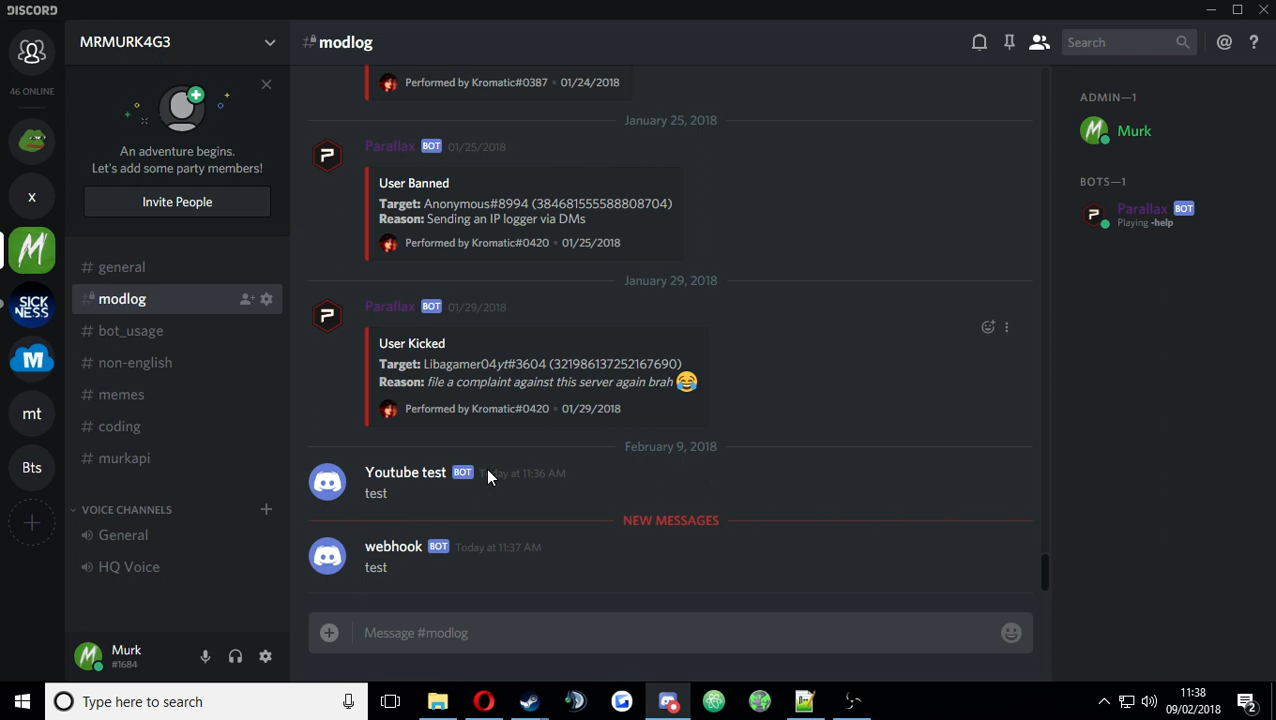 DISCORD
46 ONLINE
x
SICK
NESS
mt
Bts
MRMURK4G3
An adventure begins.
Let's add some party members!
Invite People
# general
# modlog
# bot_usage
# non-english
# memes
# coding
# murkapi
VOICE CHANNELS
General
HQ Voice
Murk
#1684
# modlog
Search
Performed by Kromatic#0387 • 01/24/2018
January 25, 2018
Parallax BOT 01/25/2018
User Banned
Target: Anonymous#8994 (384681555588808704)
Reason: Sending an IP logger via DMs
Performed by Kromatic#0420 • 01/25/2018
January 29, 2018
Parallax BOT 01/29/2018
User Kicked
Target: Libagamer04yt#3604 (321986137252167690)
Reason: file a complaint against this server again brah 😂
Performed by Kromatic#0420 • 01/29/2018
February 9, 2018
Youtube test BOT Today at 11:36 AM
test
NEW MESSAGES
webhook BOT Today at 11:37 AM
test
Message #modlog
ADMIN—1
Murk
BOTS—1
Parallax BOT
Playing -help
Type here to search
11:38
09/02/2018
2